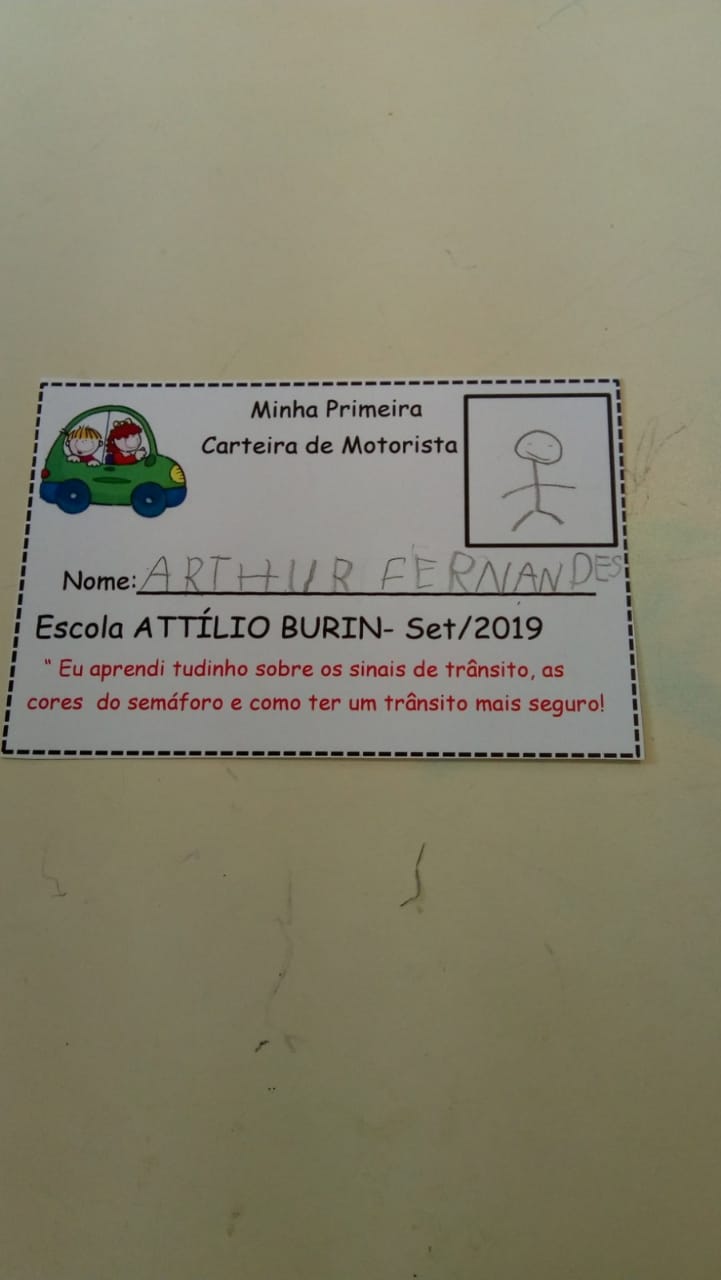 Minha Primeira
Carteira de Motorista
Nome: ARTHUR FERNANDES
Escola ATTÍLIO BURIN- Set/2019
“ Eu aprendi tudinho sobre os sinais de trânsito, as
cores do semáforo e como ter um trânsito mais seguro!